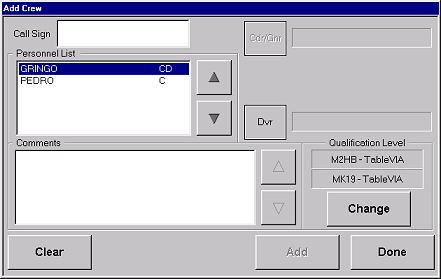 Add Crew
Call Sign
Cdr/Gnr
Personnel List
GRINGO CD
PEDRO C
Dvr
Comments
Qualification Level
M2HB - TableVIA
MK19 - TableVIA
Change
Clear
Add
Done